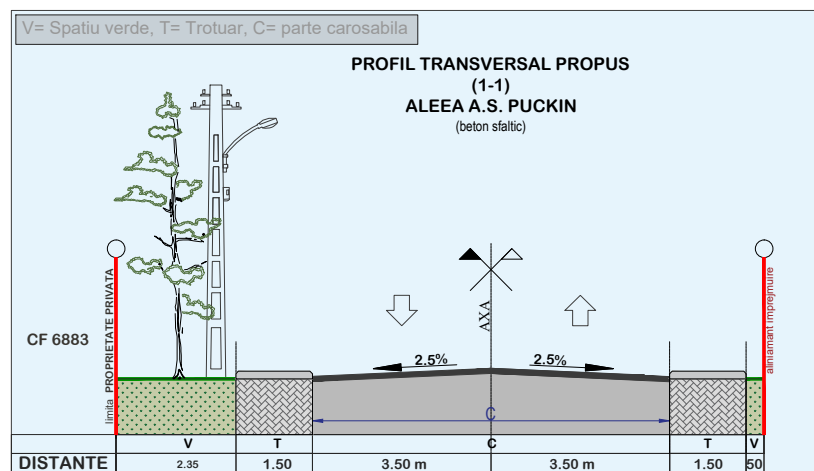 V= Spatiu verde, T= Trotuar, C= parte carosabila
PROFIL TRANSVERSAL PROPUS
(1-1)
ALEEA A.S. PUCKIN
(beton sfaltic)
limita PROPRIETATE PRIVATA
CF 6883
AXA
aliniamant imprejmuire
2.5%
2.5%
C
V T C T V
DISTANTE 2.35 1.50 3.50 m 3.50 m 1.50 50